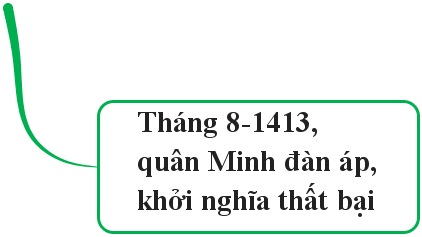 Tháng 8-1413,
quân Minh đàn áp,
khởi nghĩa thất bại